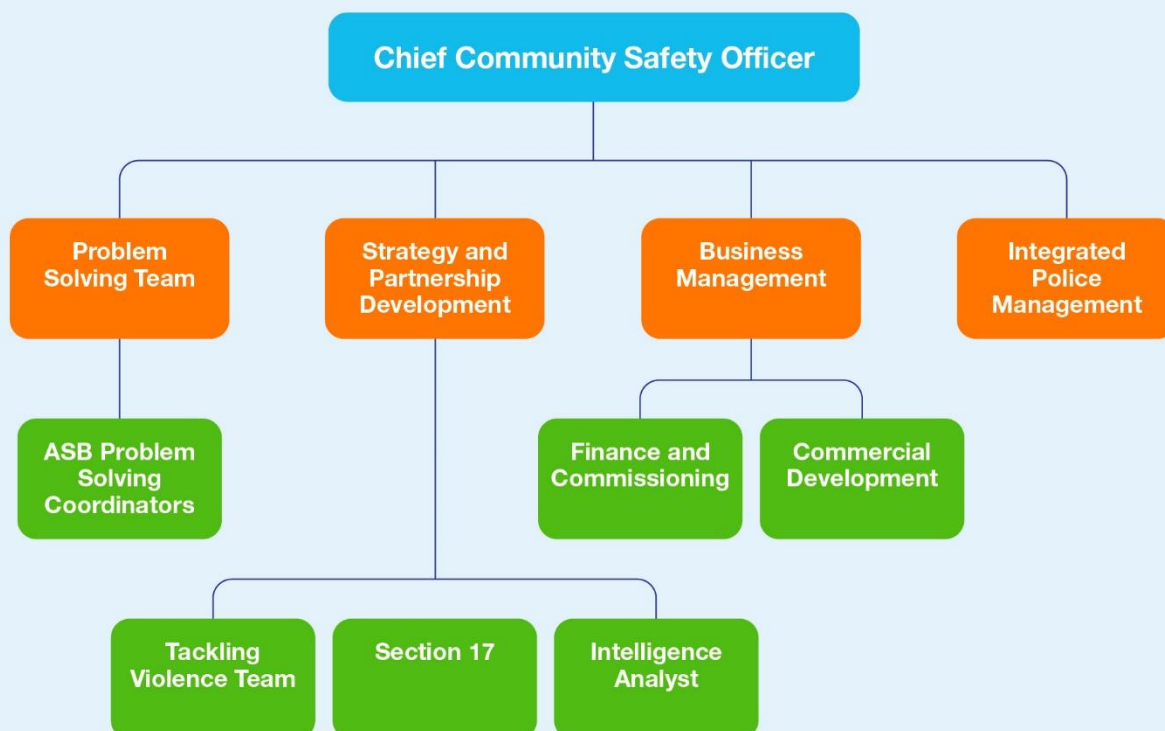 Chief Community Safety Officer
Problem
Solving Team
Strategy and
Partnership
Development
Business
Management
Integrated
Police
Management
ASB Problem
Solving
Coordinators
Finance and
Commissioning
Commercial
Development
Tackling
Violence Team
Section 17
Intelligence
Analyst